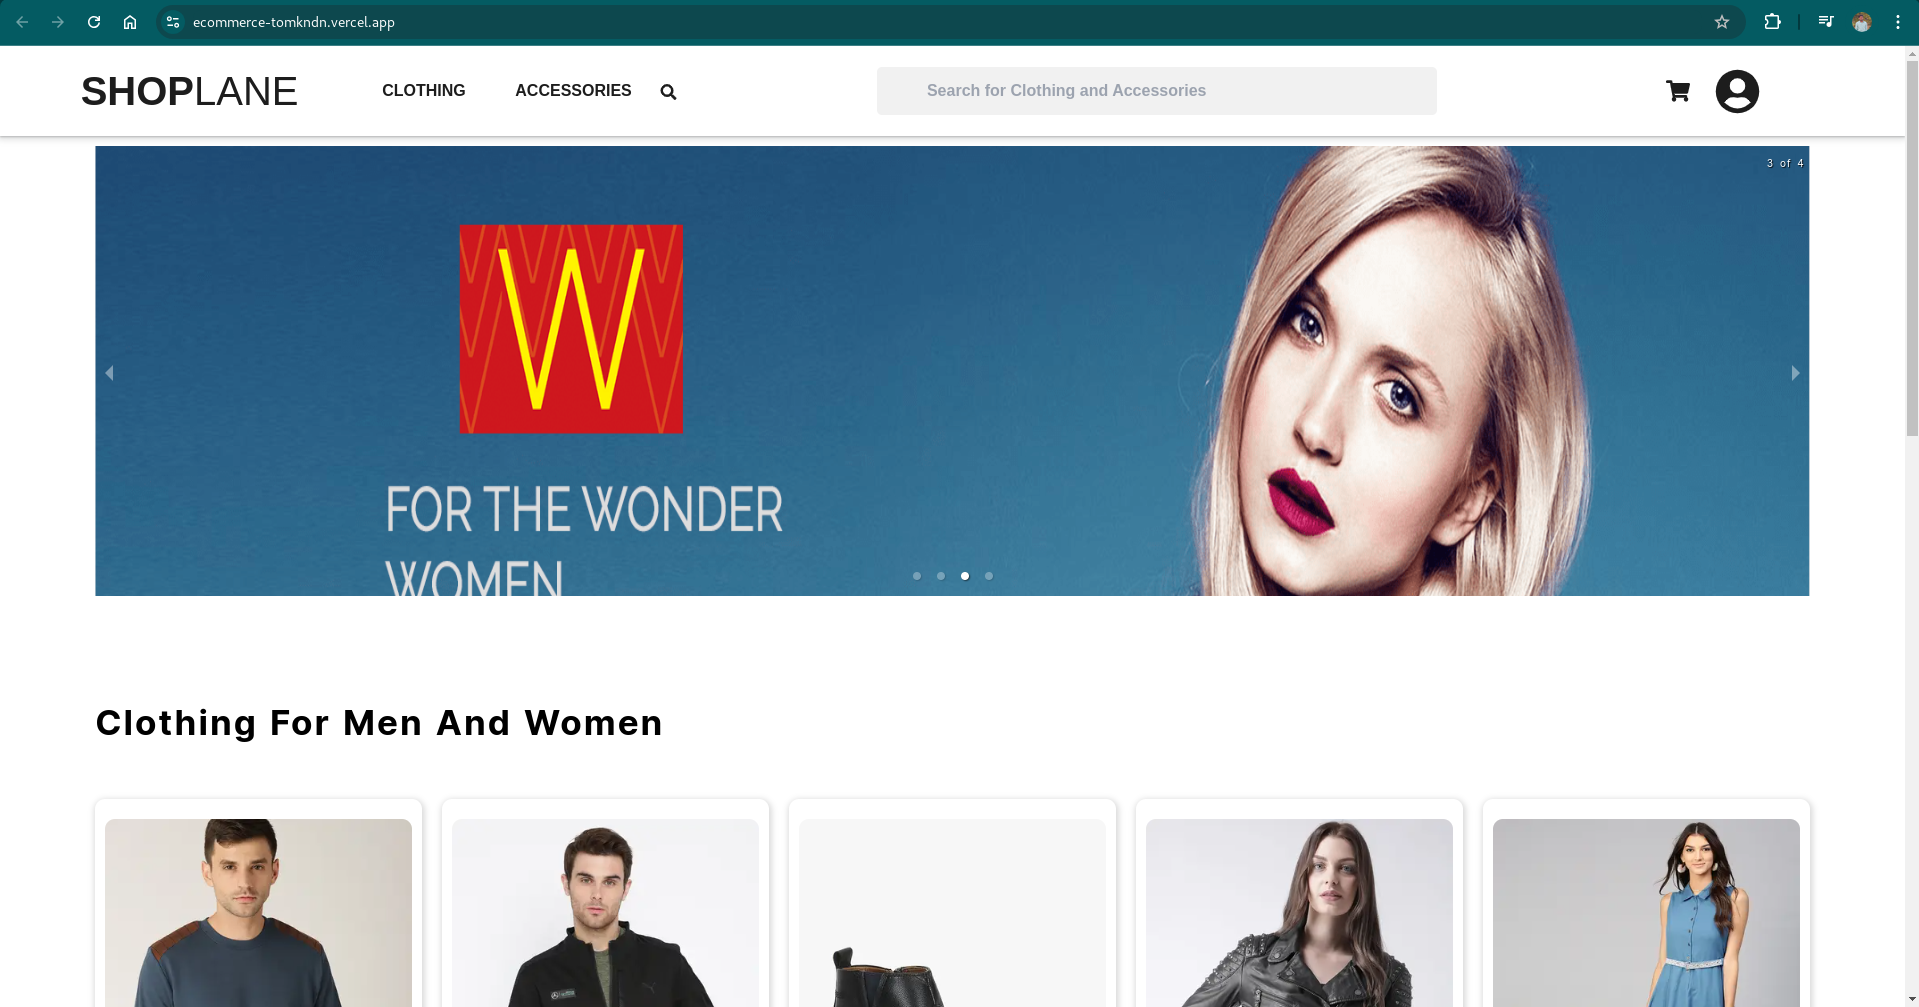 ecommerce-tomkndn.vercel.app
SHOPLANE
CLOTHING
ACCESSORIES
Search for Clothing and Accessories
3 of 4
W
FOR THE WONDER
WOMEN
Clothing For Men And Women